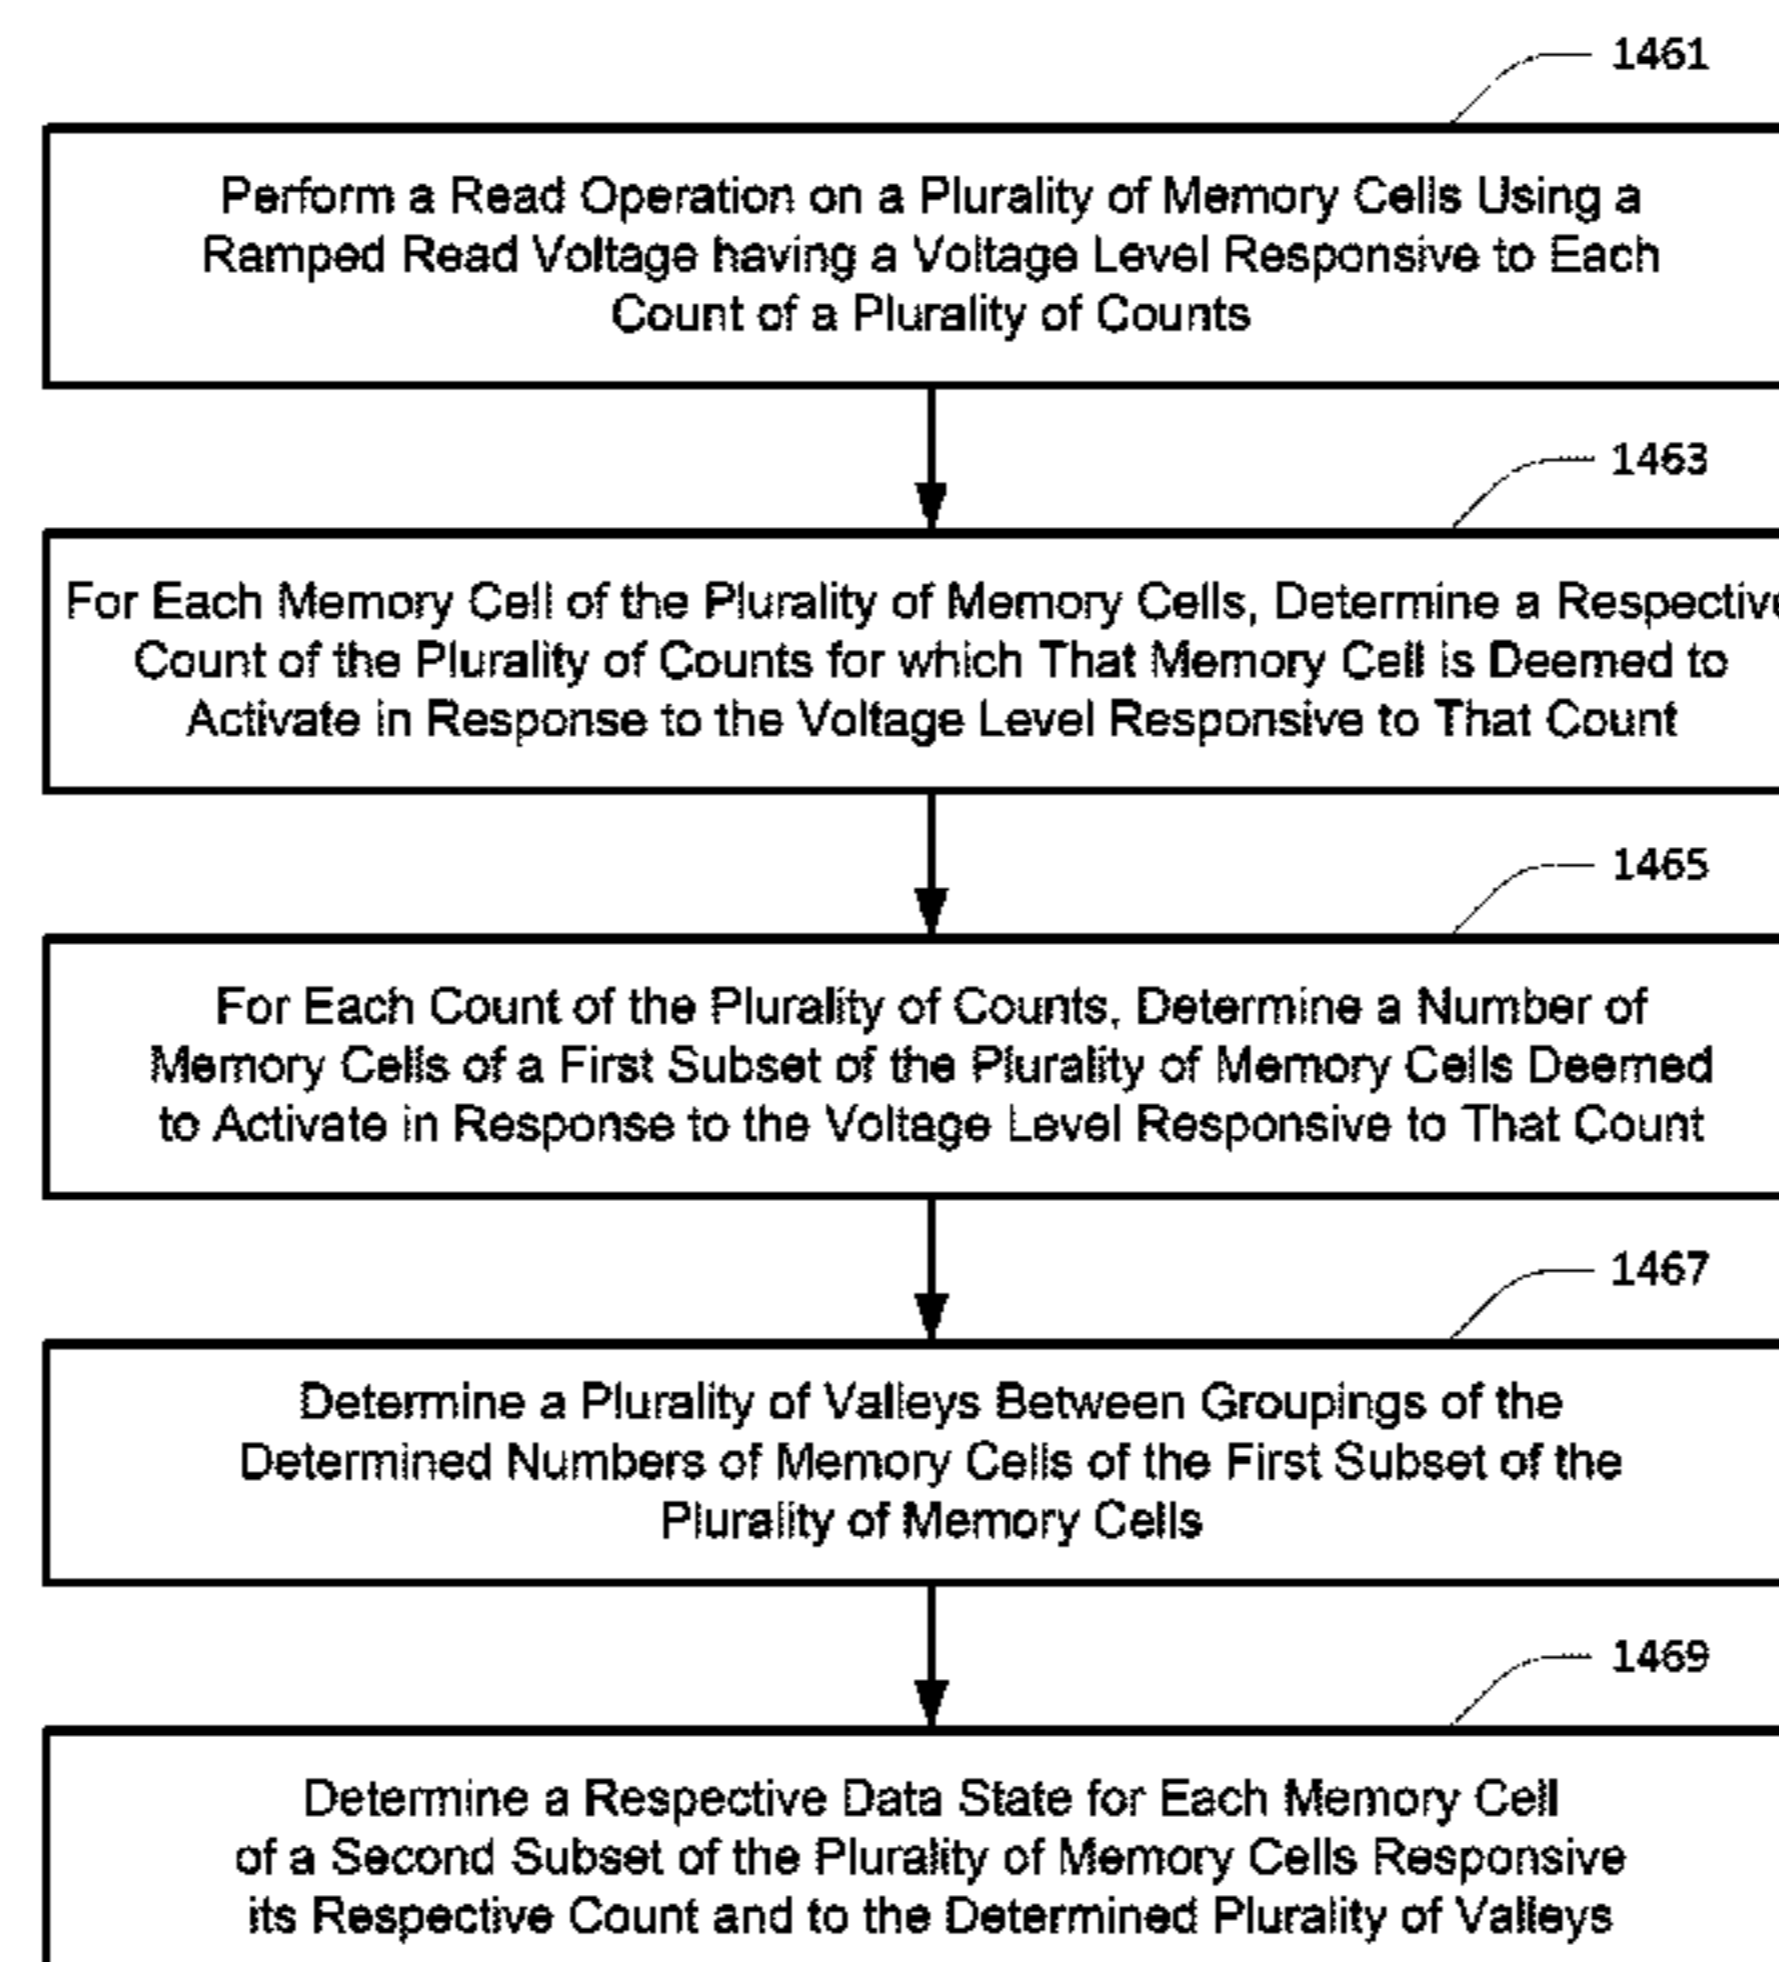 1461
Perform a Read Operation on a Plurality of Memory Cells Using a
Ramped Read Voltage having a Voltage Level Responsive to Each
Count of a Plurality of Counts
1463
For Each Memory Cell of the Plurality of Memory Cells, Determine a Respective
Count of the Plurality of Counts for which That Memory Cell is Deemed to
Activate in Response to the Voltage Level Responsive to That Count
1465
For Each Count of the Plurality of Counts, Determine a Number of
Memory Cells of a First Subset of the Plurality of Memory Cells Deemed
to Activate in Response to the Voltage Level Responsive to That Count
1467
Determine a Plurality of Valleys Between Groupings of the
Determined Numbers of Memory Cells of the First Subset of the
Plurality of Memory Cells
1469
Determine a Respective Data State for Each Memory Cell
of a Second Subset of the Plurality of Memory Cells Responsive
its Respective Count and to the Determined Plurality of Valleys